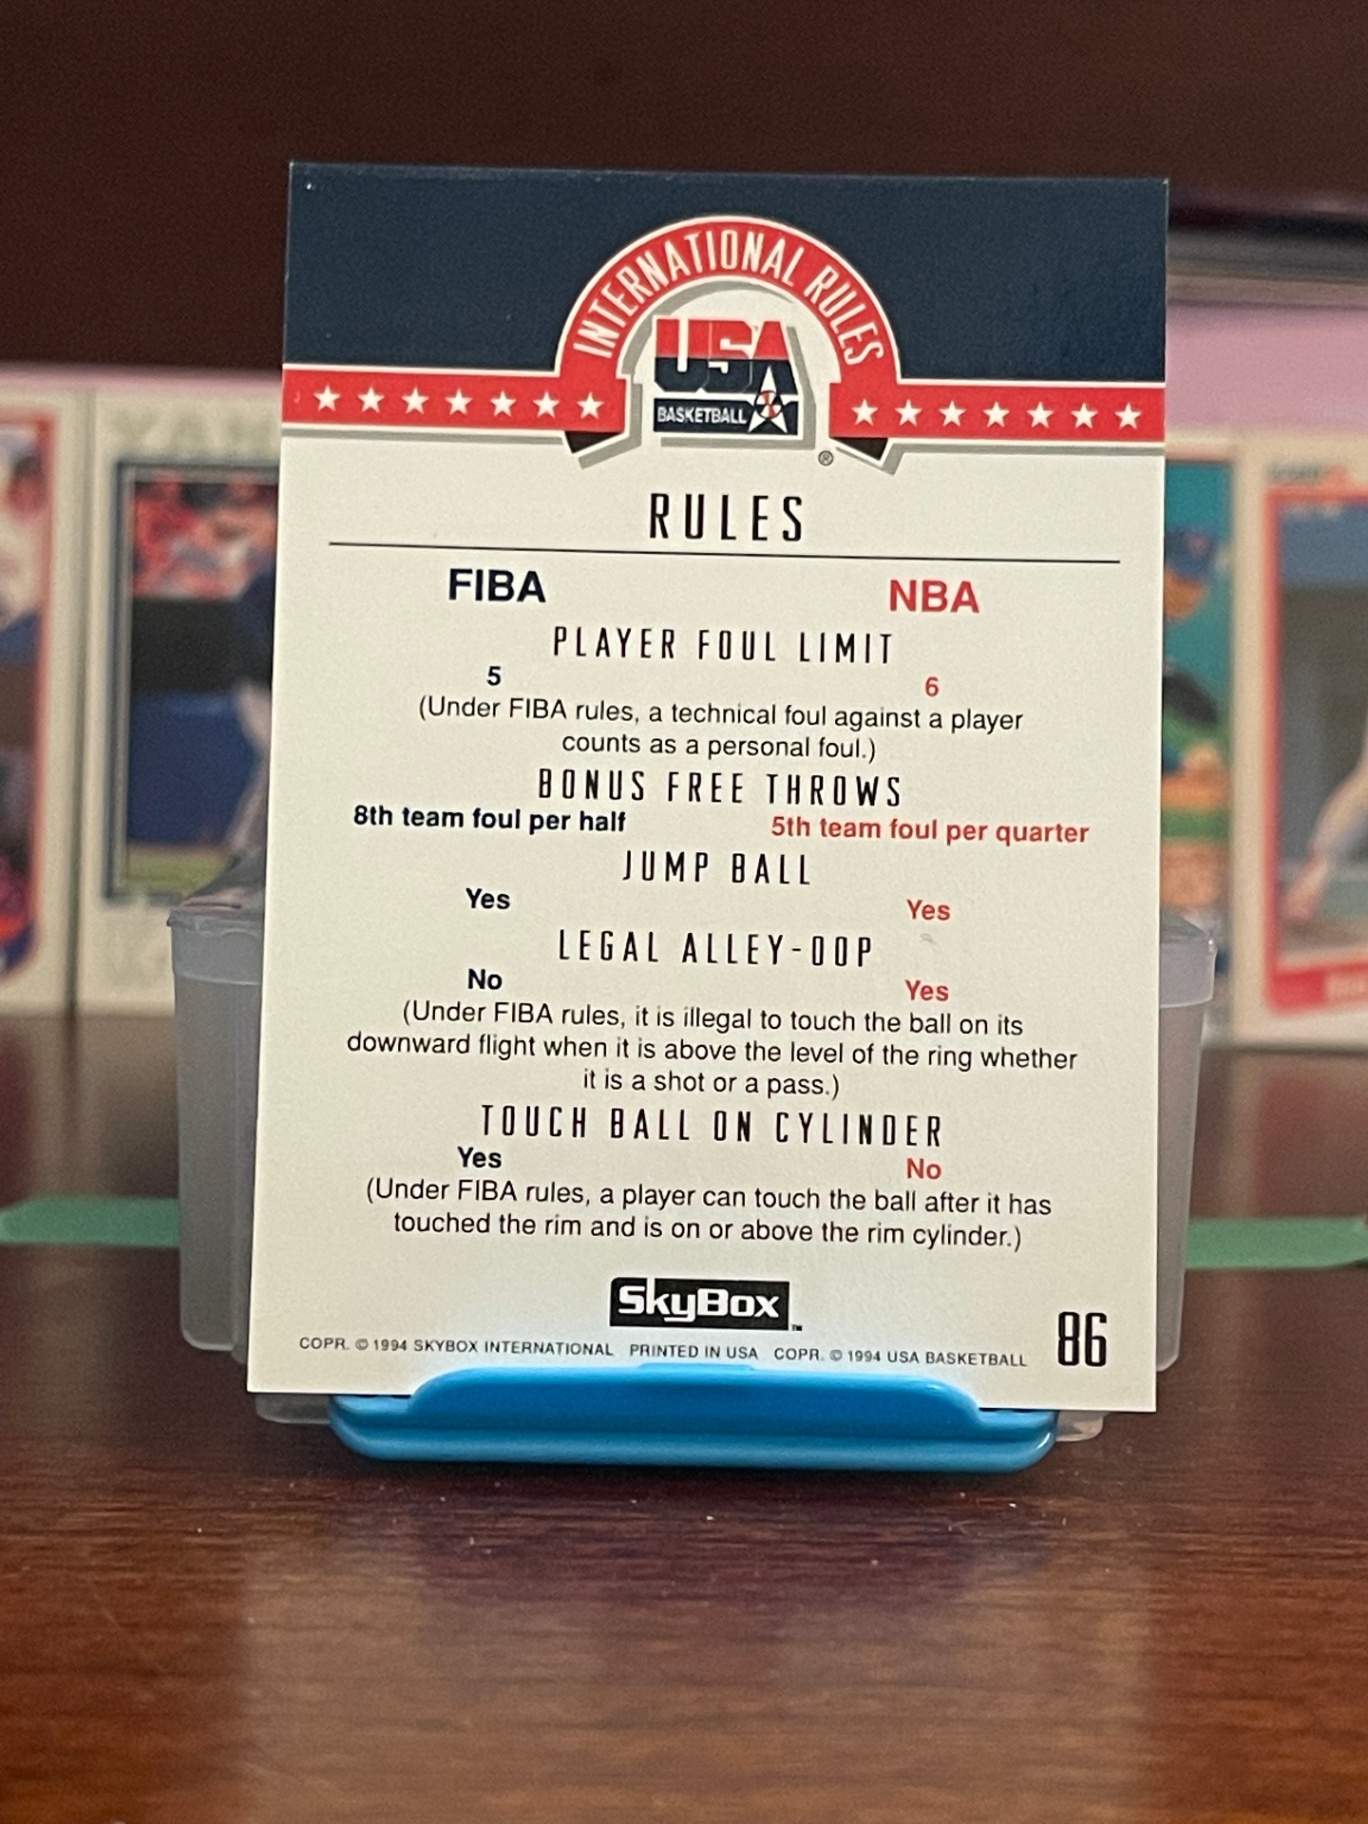 INTERNATIONAL RULES
USA
BASKETBALL
®
RULES
FIBA NBA
PLAYER FOUL LIMIT
5 6
(Under FIBA rules, a technical foul against a player
counts as a personal foul.)
BONUS FREE THROWS
8th team foul per half 5th team foul per quarter
JUMP BALL
Yes Yes
LEGAL ALLEY-OOP
No Yes
(Under FIBA rules, it is illegal to touch the ball on its
downward flight when it is above the level of the ring whether
it is a shot or a pass.)
TOUCH BALL ON CYLINDER
Yes No
(Under FIBA rules, a player can touch the ball after it has
touched the rim and is on or above the rim cylinder.)
SkyBox™
COPR. © 1994 SKYBOX INTERNATIONAL PRINTED IN USA COPR. © 1994 USA BASKETBALL 86